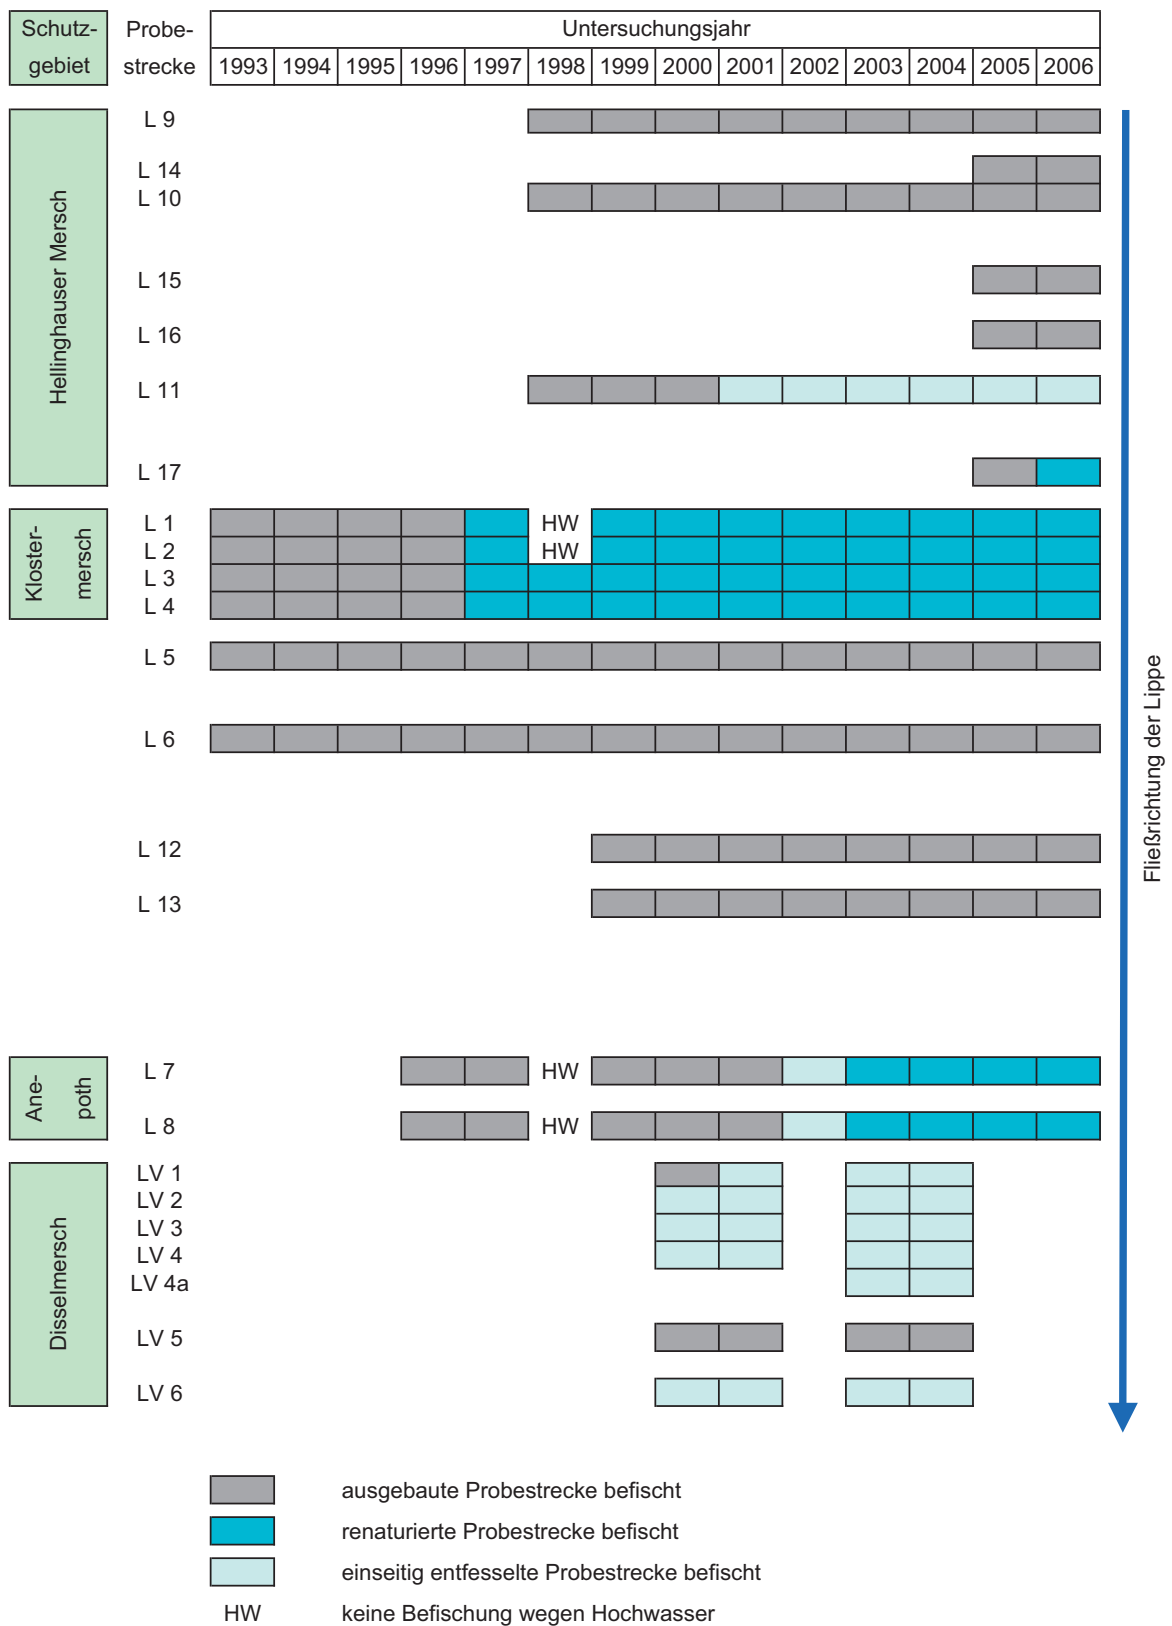 Schutz-
gebiet
Probe-
strecke
Untersuchungsjahr
1993 1994 1995 1996 1997 1998 1999 2000 2001 2002 2003 2004 2005 2006
Hellinghauser Mersch
L 9
L 14
L 10
L 15
L 16
L 11
L 17
Kloster-
mersch
L 1 HW
L 2 HW
L 3
L 4
L 5
L 6
L 12
L 13
Ane-
poth
L 7 HW
L 8 HW
Disselmersch
LV 1
LV 2
LV 3
LV 4
LV 4a
LV 5
LV 6
Fließrichtung der Lippe
ausgebaute Probestrecke befischt
renaturierte Probestrecke befischt
einseitig entfesselte Probestrecke befischt
HW keine Befischung wegen Hochwasser